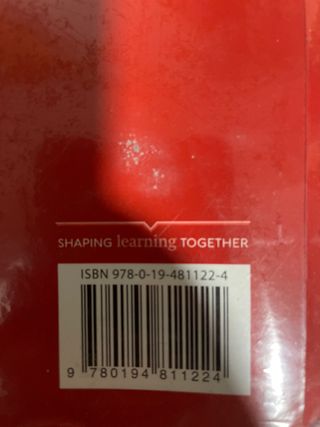 SHAPING learning TOGETHER
ISBN 978-0-19-481122-4
9 780194 811224